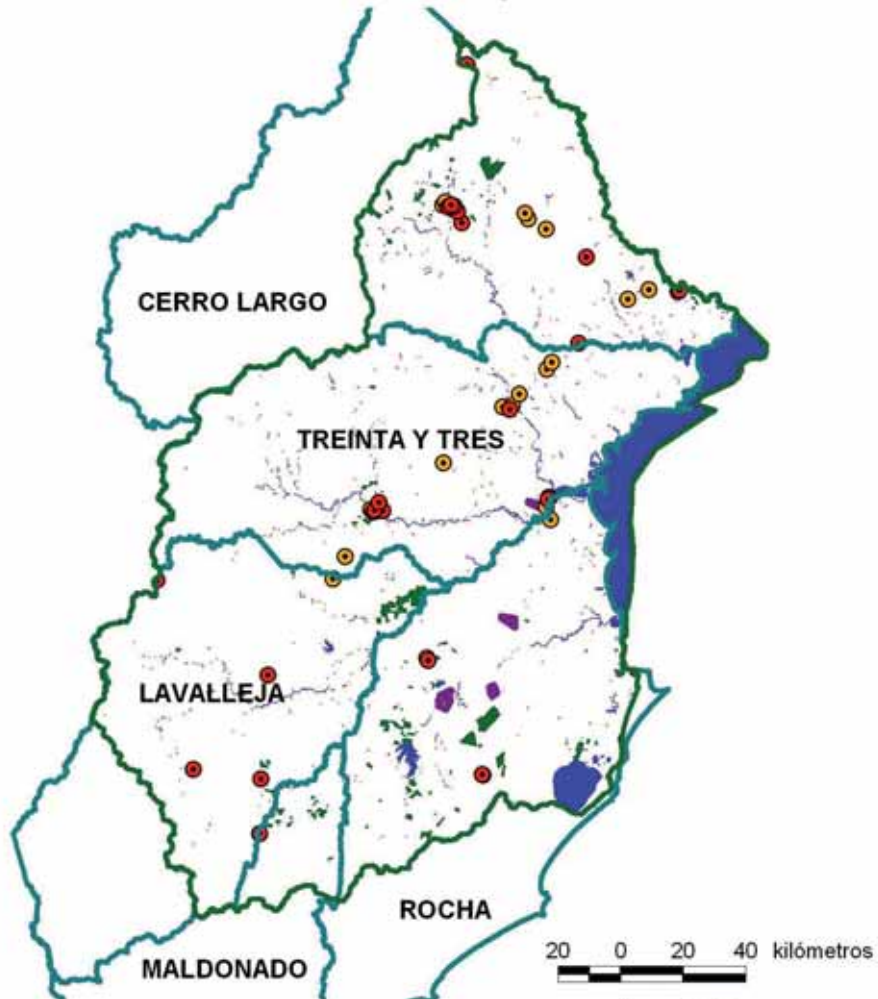 CERRO LARGO
TREINTA Y TRES
LAVALLEJA
ROCHA
MALDONADO
20 0 20 40 kilómetros